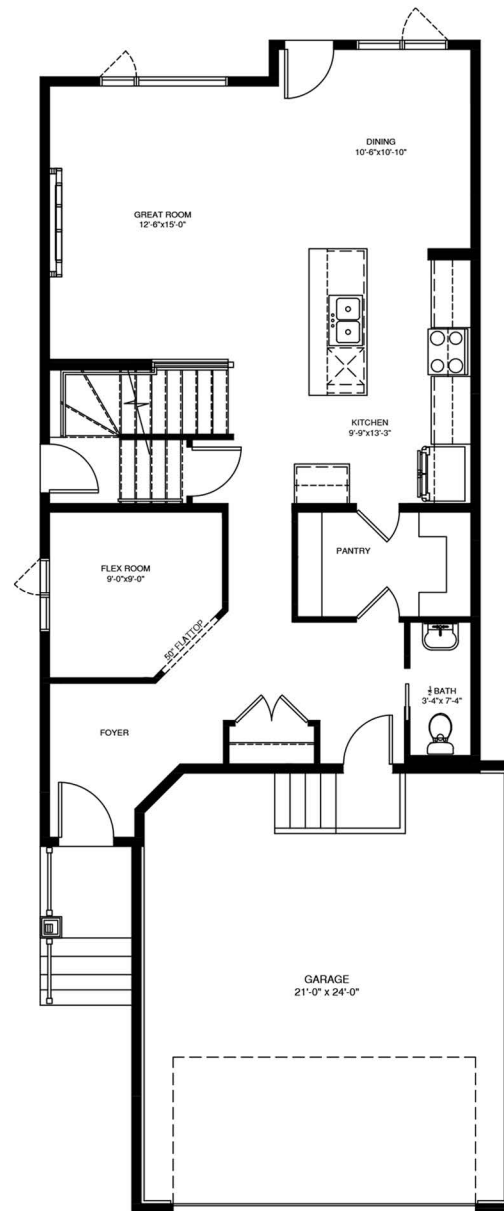 DINING
10'-6"x10'-10"
GREAT ROOM
12'-6"x15'-0"
KITCHEN
9'-9"x13'-3"
PANTRY
FLEX ROOM
9'-0"x9'-0"
50" FLATTOP
½ BATH
3'-4"x 7'-4"
FOYER
GARAGE
21'-0" x 24'-0"